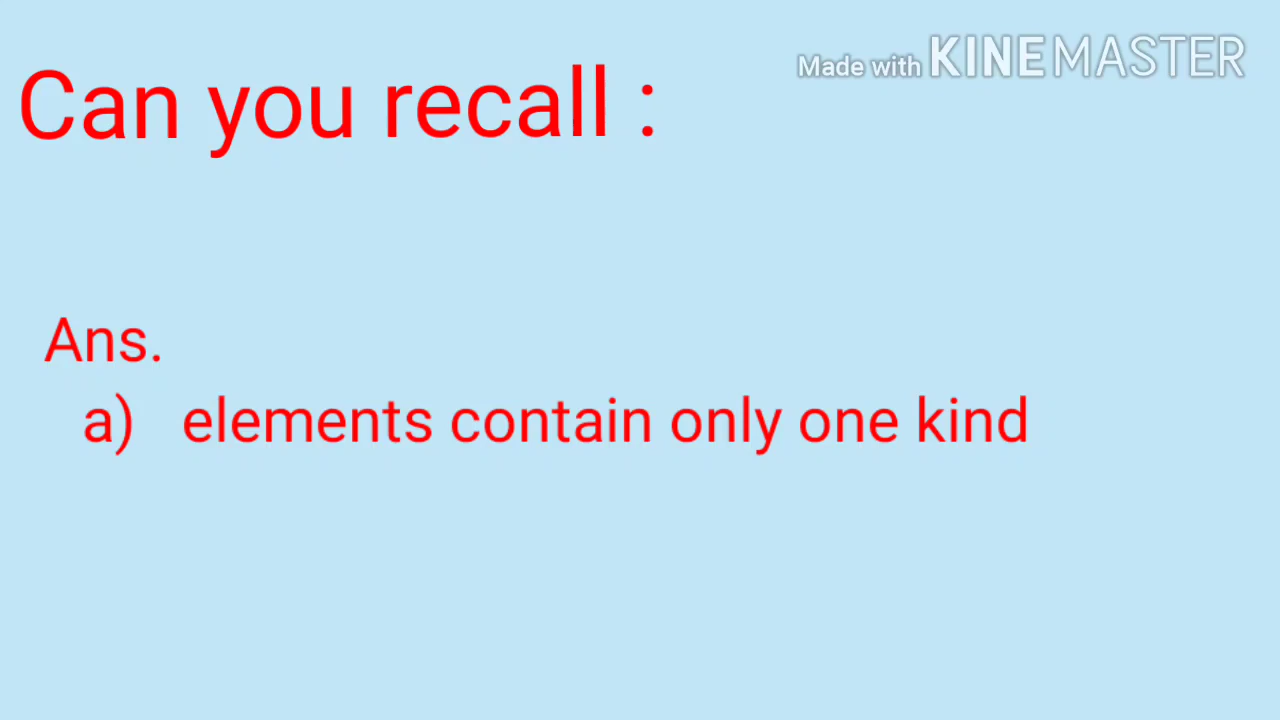 Made with KINEMASTER
Can you recall :
Ans.
a) elements contain only one kind